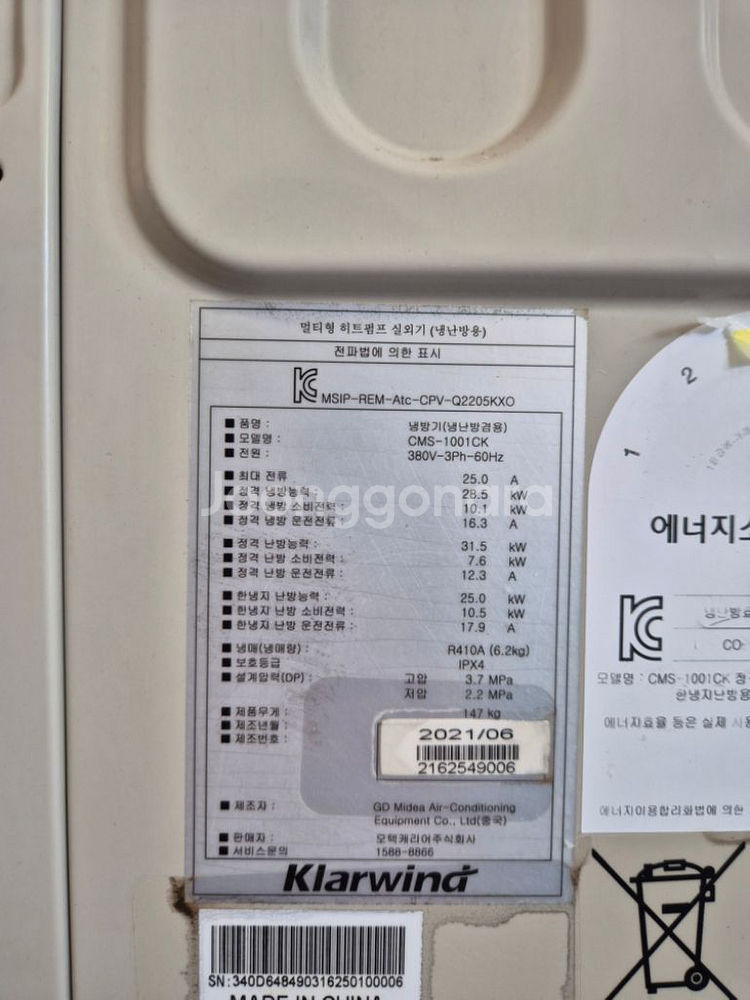 멀티형 히트펌프 실외기 (냉난방용)
전파법에 의한 표시
MSIP-REM-Atc-CPV-Q2205KXO
■ 품명 : 냉방기(냉난방겸용)
■ 모델명 : CMS-1001CK
■ 전원 : 380V-3Ph-60Hz
■ 최대 전류 25.0 A
■ 정격 냉방능력 : 28.5 kW
■ 정격 냉방 소비전력 : 10.1 kW
■ 정격 냉방 운전전류 : 16.3 A
■ 정격 난방능력 : 31.5 kW
■ 정격 난방 소비전력 : 7.6 kW
■ 정격 난방 운전전류 : 12.3 A
■ 한냉지 난방능력 : 25.0 kW
■ 한냉지 난방 소비전력 : 10.5 kW
■ 한냉지 난방 운전전류 : 17.9 A
■ 냉매(냉매량) : R410A (6.2kg)
■ 보호등급 IPX4
■ 설계압력(DP) : 고압 3.7 MPa
저압 2.2 MPa
■ 제품무게 : 147 kg
■ 제조년월 : 2021/06
■ 제조번호 : 2162549006
■ 제조자 : GD Midea Air-Conditioning
Equipment Co., Ltd(중국)
■ 판매자 : 오텍캐리어주식회사
■ 서비스문의 1588-8866
Klarwind
SN:340D648490316250100006
MADE IN CHINA
1 2
에너지소
CO
모델명 : CMS-1001CK 정
한냉지난방용
에너지효율 등은 실제 사용
에너지이용합리화법에 의한
Joonggonara